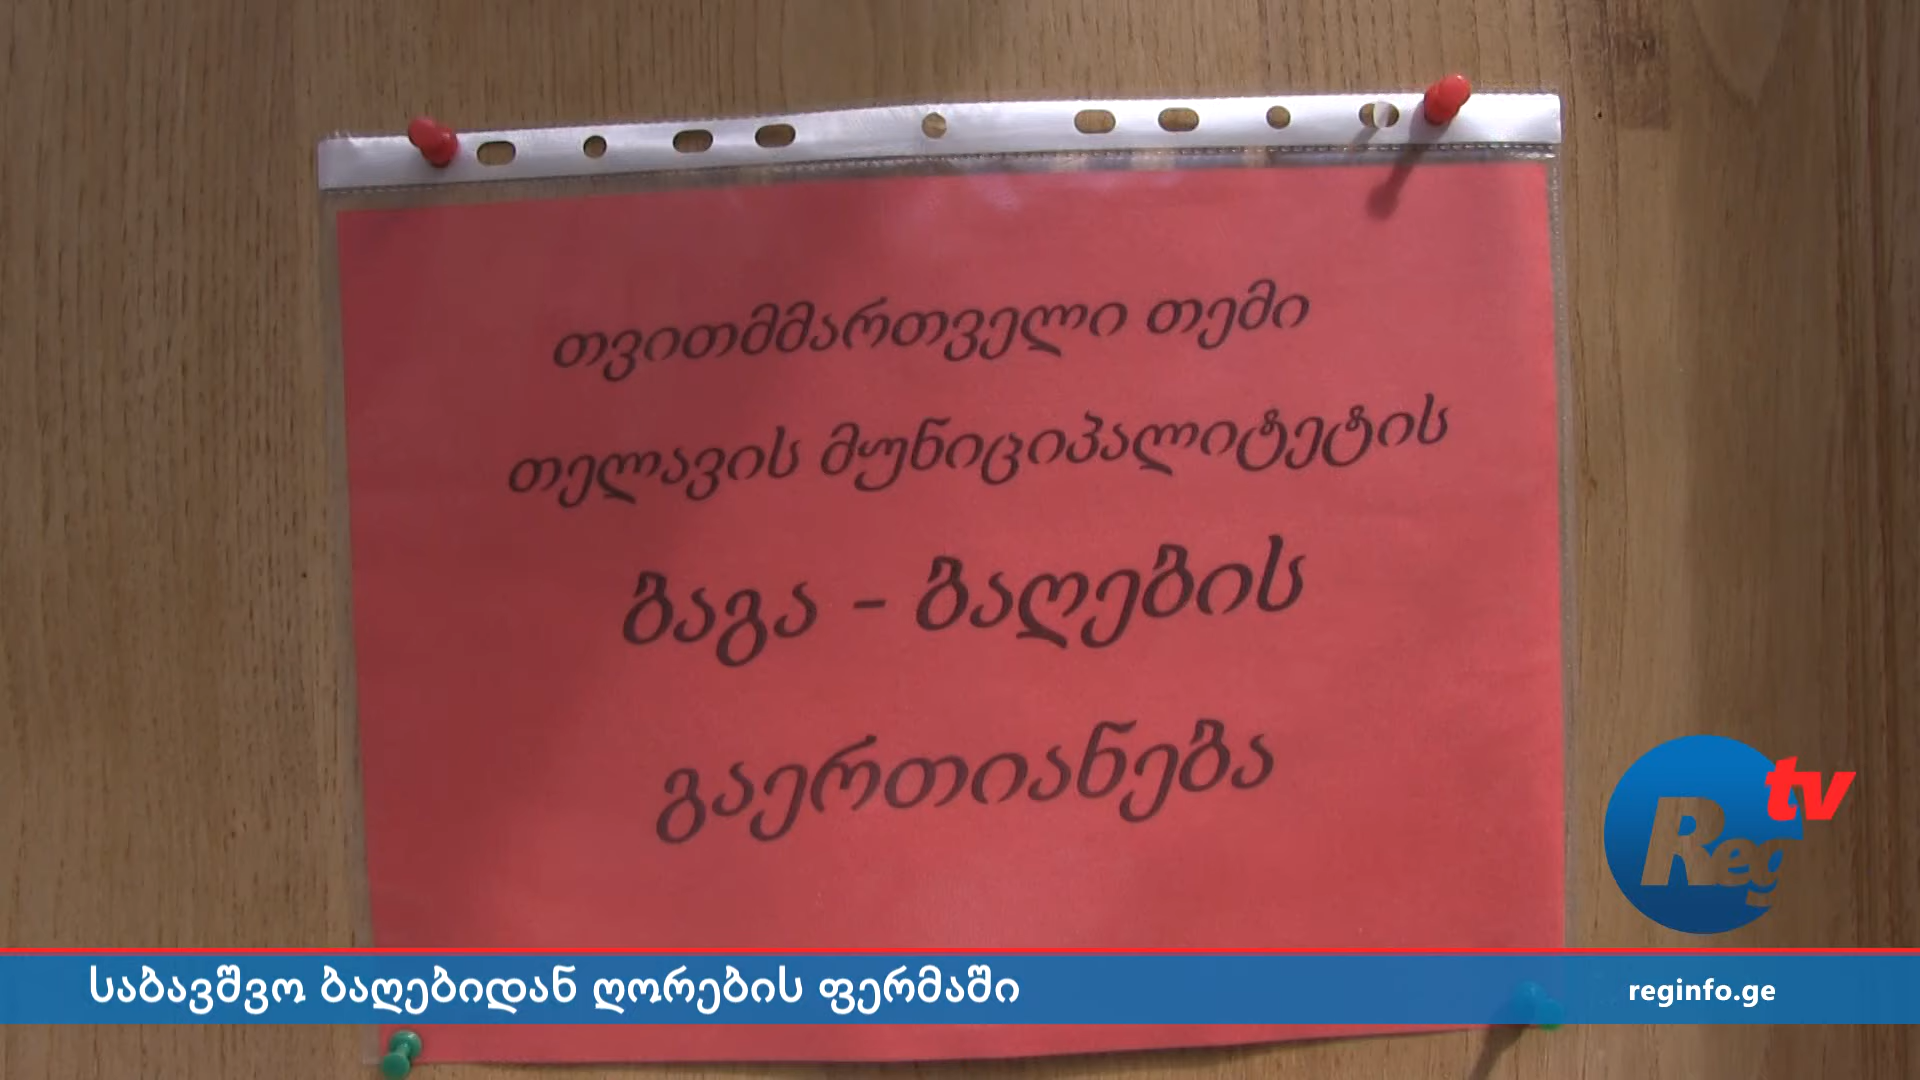 თვითმმართველი თემი
თელავის მუნიციპალიტეტის
ბაგა - ბაღების
გაერთიანება
Reg tv
საბავშვო ბაღებიდან ღორების ფერმაში
reginfo.ge